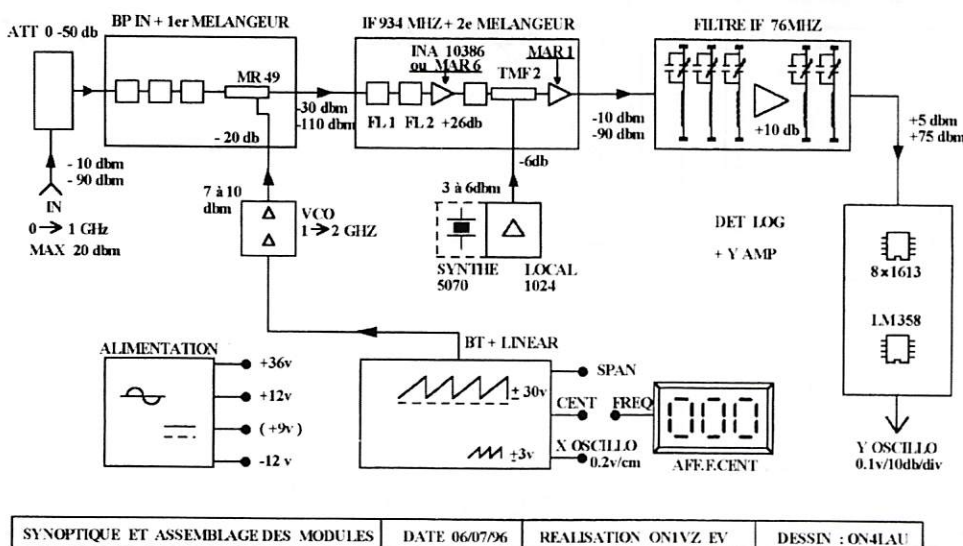 ATT 0 -50 db
BP IN + 1er MELANGEUR
MR 49
- 20 db
- 10 dbm
- 90 dbm
IN
0 → 1 GHz
MAX 20 dbm
-30 dbm
-110 dbm
IF 934 MHZ + 2e MELANGEUR
INA 10386
ou MAR 6
MAR 1
TMF 2
FL 1
FL 2
+26db
-6db
-10 dbm
-90 dbm
FILTRE IF 76MHZ
+10 db
+5 dbm
+75 dbm
7 à 10
dbm
VCO
1 → 2 GHZ
3 à 6dbm
SYNTHE
5070
LOCAL
1024
DET LOG
+ Y AMP
8 x 1613
LM 358
Y OSCILLO
0.1v/10db/div
ALIMENTATION
+36v
+12v
( +9v )
-12 v
BT + LINEAR
± 30v
±3v
SPAN
CENT
FREQ
X OSCILLO
0.2v/cm
000
AFF.F.CENT
SYNOPTIQUE ET ASSEMBLAGE DES MODULES
DATE 06/07/96
REALISATION ON1VZ EV
DESSIN : ON4LAU